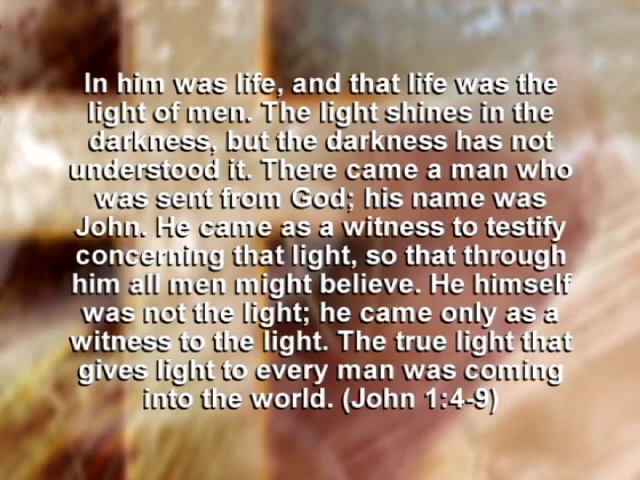 In him was life, and that life was the
light of men. The light shines in the
darkness, but the darkness has not
understood it. There came a man who
was sent from God; his name was
John. He came as a witness to testify
concerning that light, so that through
him all men might believe. He himself
was not the light; he came only as a
witness to the light. The true light that
gives light to every man was coming
into the world. (John 1:4-9)